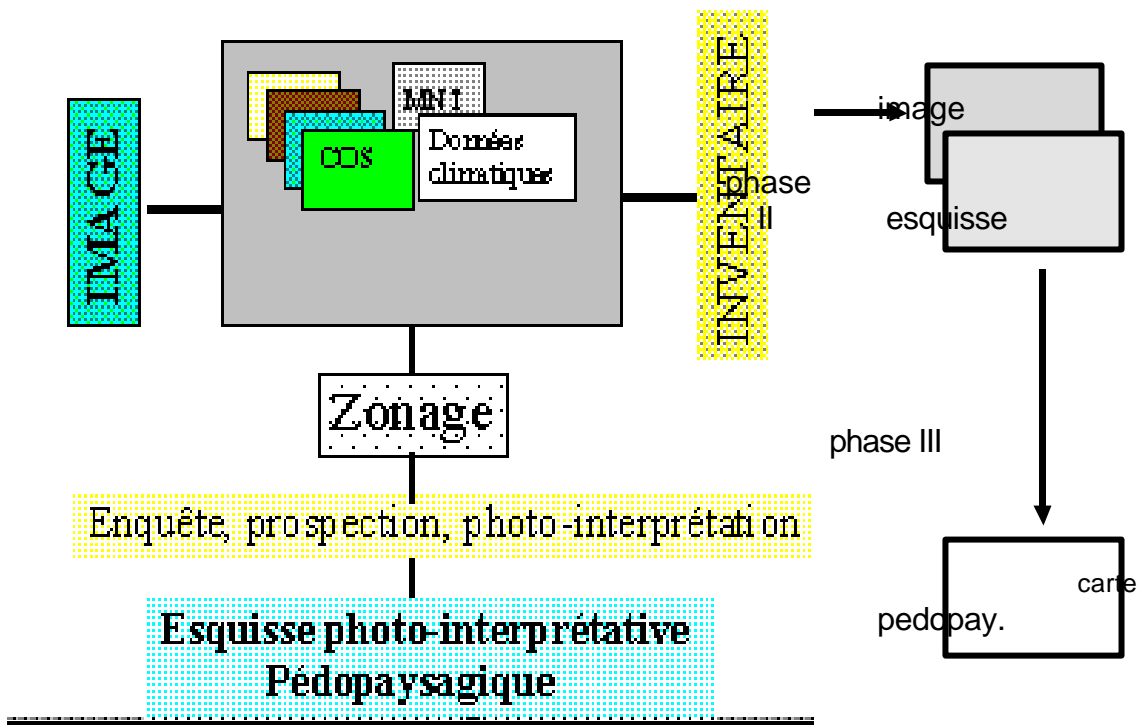 IMAGE
COS
Données
climatiques
INVENTAIRE
phase
II
image
esquisse
Zonage
phase III
Enquête, prospection, photo-interprétation
carte
pedopay.
Esquisse photo-interprétative
Pédopaysagique